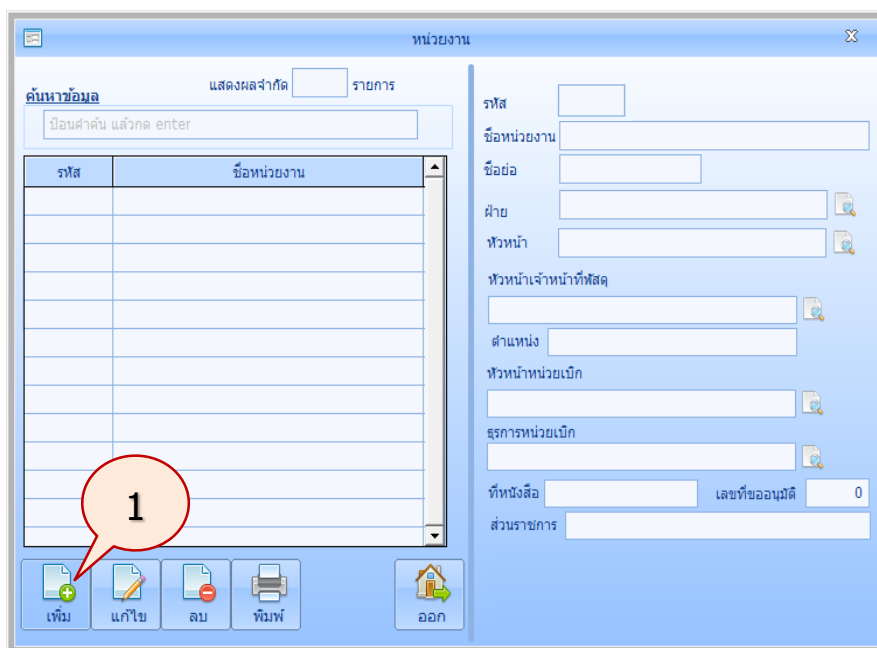 หน่วยงาน
แสดงผลจำกัด รายการ
ค้นหาข้อมูล
ป้อนคำค้น แล้วกด enter
รหัส ชื่อหน่วยงาน
1
เพิ่ม แก้ไข ลบ พิมพ์ ออก
รหัส
ชื่อหน่วยงาน
ชื่อย่อ
ฝ่าย
หัวหน้า
หัวหน้าเจ้าหน้าที่พัสดุ
ตำแหน่ง
หัวหน้าหน่วยเบิก
ธุรการหน่วยเบิก
ที่หนังสือ เลขที่ขออนุมัติ 0
ส่วนราชการ